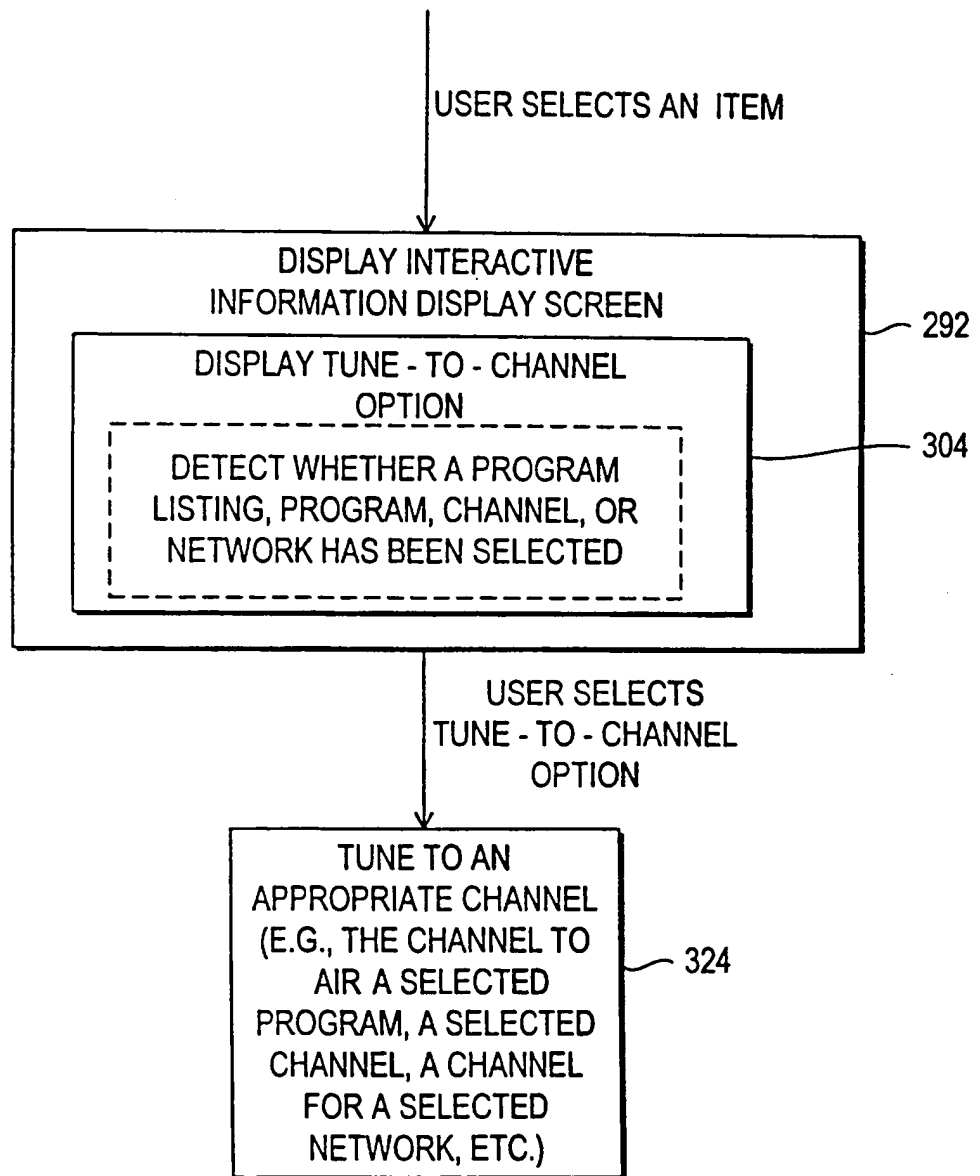 USER SELECTS AN ITEM
DISPLAY INTERACTIVE
INFORMATION DISPLAY SCREEN
292
DISPLAY TUNE - TO - CHANNEL
OPTION
304
DETECT WHETHER A PROGRAM
LISTING, PROGRAM, CHANNEL, OR
NETWORK HAS BEEN SELECTED
USER SELECTS
TUNE - TO - CHANNEL
OPTION
TUNE TO AN
APPROPRIATE CHANNEL
(E.G., THE CHANNEL TO
AIR A SELECTED
PROGRAM, A SELECTED
CHANNEL, A CHANNEL
FOR A SELECTED
NETWORK, ETC.)
324